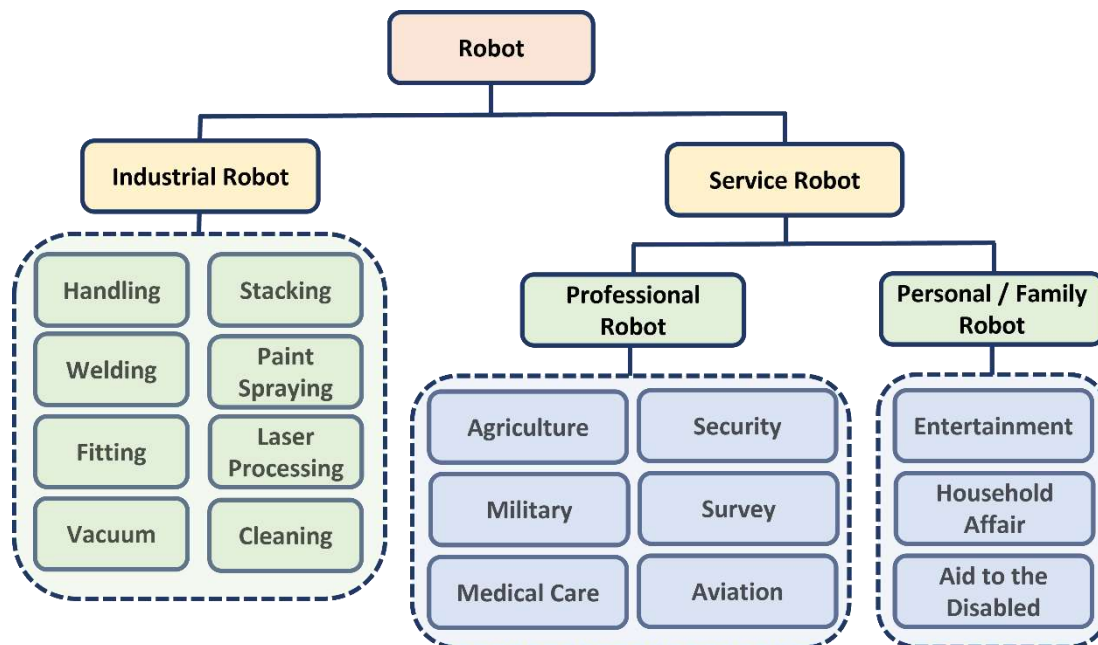 Robot
Industrial Robot
Service Robot
Handling
Stacking
Welding
Paint
Spraying
Fitting
Laser
Processing
Vacuum
Cleaning
Professional
Robot
Personal / Family
Robot
Agriculture
Security
Military
Survey
Medical Care
Aviation
Entertainment
Household
Affair
Aid to the
Disabled